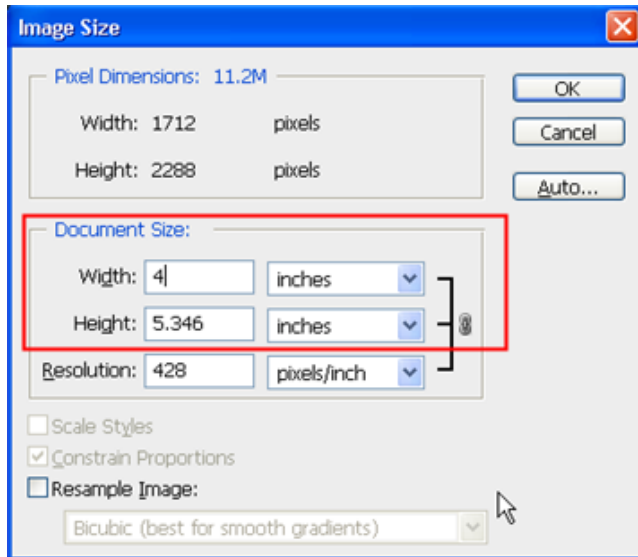 Image Size
Pixel Dimensions: 11.2M
OK
Width: 1712 pixels
Cancel
Height: 2288 pixels
Auto...
Document Size:
Width: 4 inches
Height: 5.346 inches
Resolution: 428 pixels/inch
Scale Styles
Constrain Proportions
Resample Image:
Bicubic (best for smooth gradients)